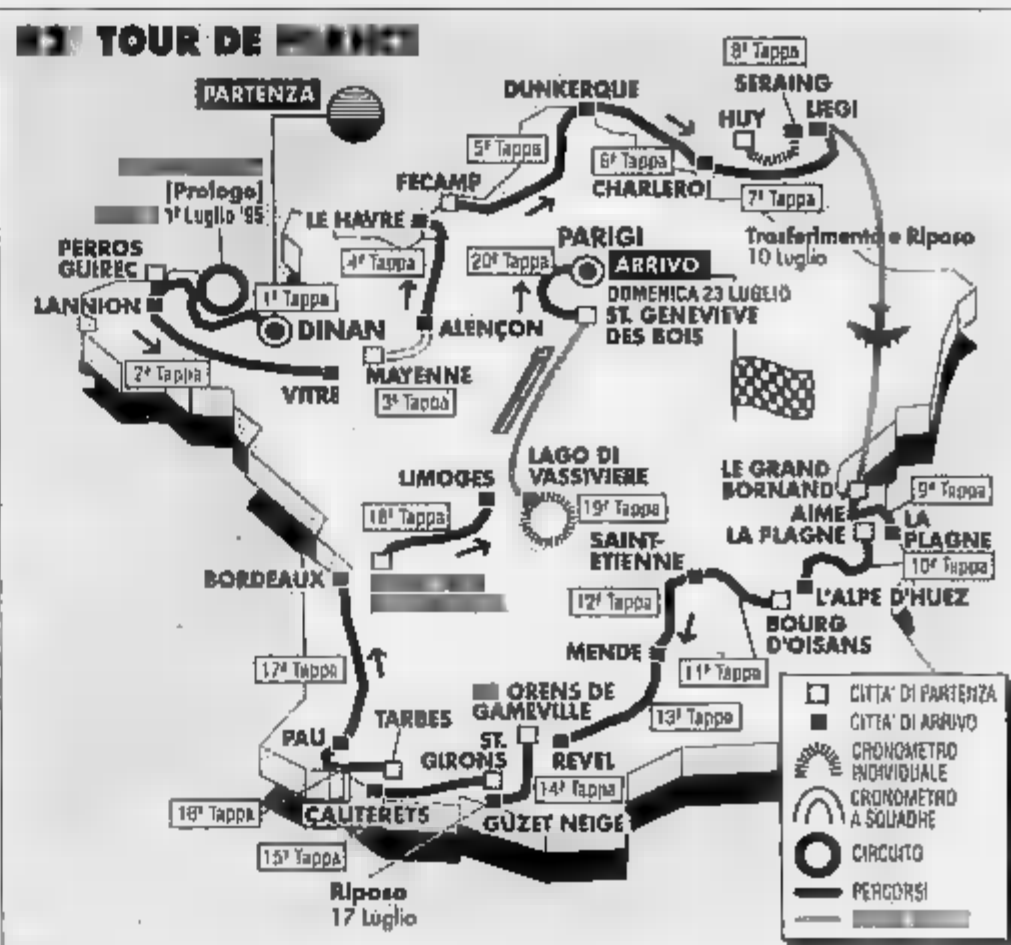 TOUR DE
PARTENZA
[Prologo]
1º Luglio '95
PERROS
GUIREC
LANNION
1ª Tappa
DINAN
2ª Tappa
VITRE
MAYENNE
3ª Tappa
ALENÇON
4ª Tappa
LE HAVRE
FECAMP
5ª Tappa
DUNKERQUE
6ª Tappa
CHARLEROI
7ª Tappa
8ª Tappa
SERAING
HUY
LIEGI
Trasferimento e Riposo
10 Luglio
PARIGI
20ª Tappa
ARRIVO
DOMENICA 23 LUGLIO
ST. GENEVIEVE
DES BOIS
LE GRAND
BORNAND
9ª Tappa
AIME
LA PLAGNE
LA
PLAGNE
10ª Tappa
L'ALPE D'HUEZ
BOURG
D'OISANS
11ª Tappa
SAINT-
ETIENNE
12ª Tappa
MENDE
13ª Tappa
REVEL
LAGO DI
VASSIVIERE
19ª Tappa
LIMOGES
18ª Tappa
BORDEAUX
17ª Tappa
PAU
TARBES
ORENS DE
GAMEVILLE
ST.
GIRONS
14ª Tappa
GUZET NEIGE
CAUTERETS
16ª Tappa
15ª Tappa
Riposo
17 Luglio
CITTA' DI PARTENZA
CITTA' DI ARRIVO
CRONOMETRO
INDIVIDUALE
CRONOMETRO
A SQUADRE
CIRCUITO
PERCORSI